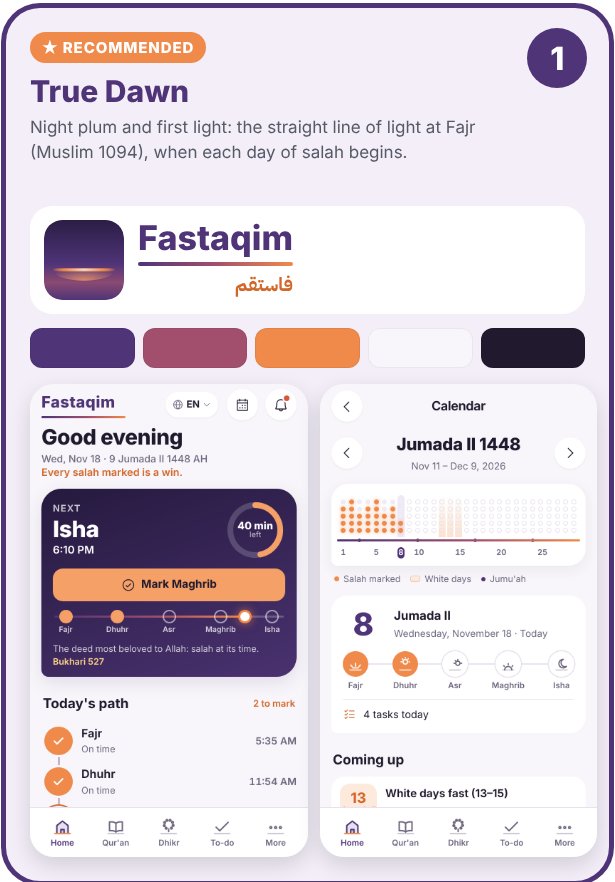 ★ RECOMMENDED
1
True Dawn
Night plum and first light: the straight line of light at Fajr
(Muslim 1094), when each day of salah begins.
Fastaqim
فاستقم
Fastaqim
EN
Good evening
Wed, Nov 18 · 9 Jumada II 1448 AH
Every salah marked is a win.
NEXT
Isha
6:10 PM
40 min
left
Mark Maghrib
Fajr Dhuhr Asr Maghrib Isha
The deed most beloved to Allah: salah at its time.
Bukhari 527
Today's path 2 to mark
Fajr
On time
5:35 AM
Dhuhr
On time
11:54 AM
Home Qur'an Dhikr To-do More
Calendar
Jumada II 1448
Nov 11 – Dec 9, 2026
1 5 8 10 15 20 25
Salah marked White days Jumu'ah
8
Jumada II
Wednesday, November 18 · Today
Fajr Dhuhr Asr Maghrib Isha
4 tasks today
Coming up
13
White days fast (13–15)
Home Qur'an Dhikr To-do More